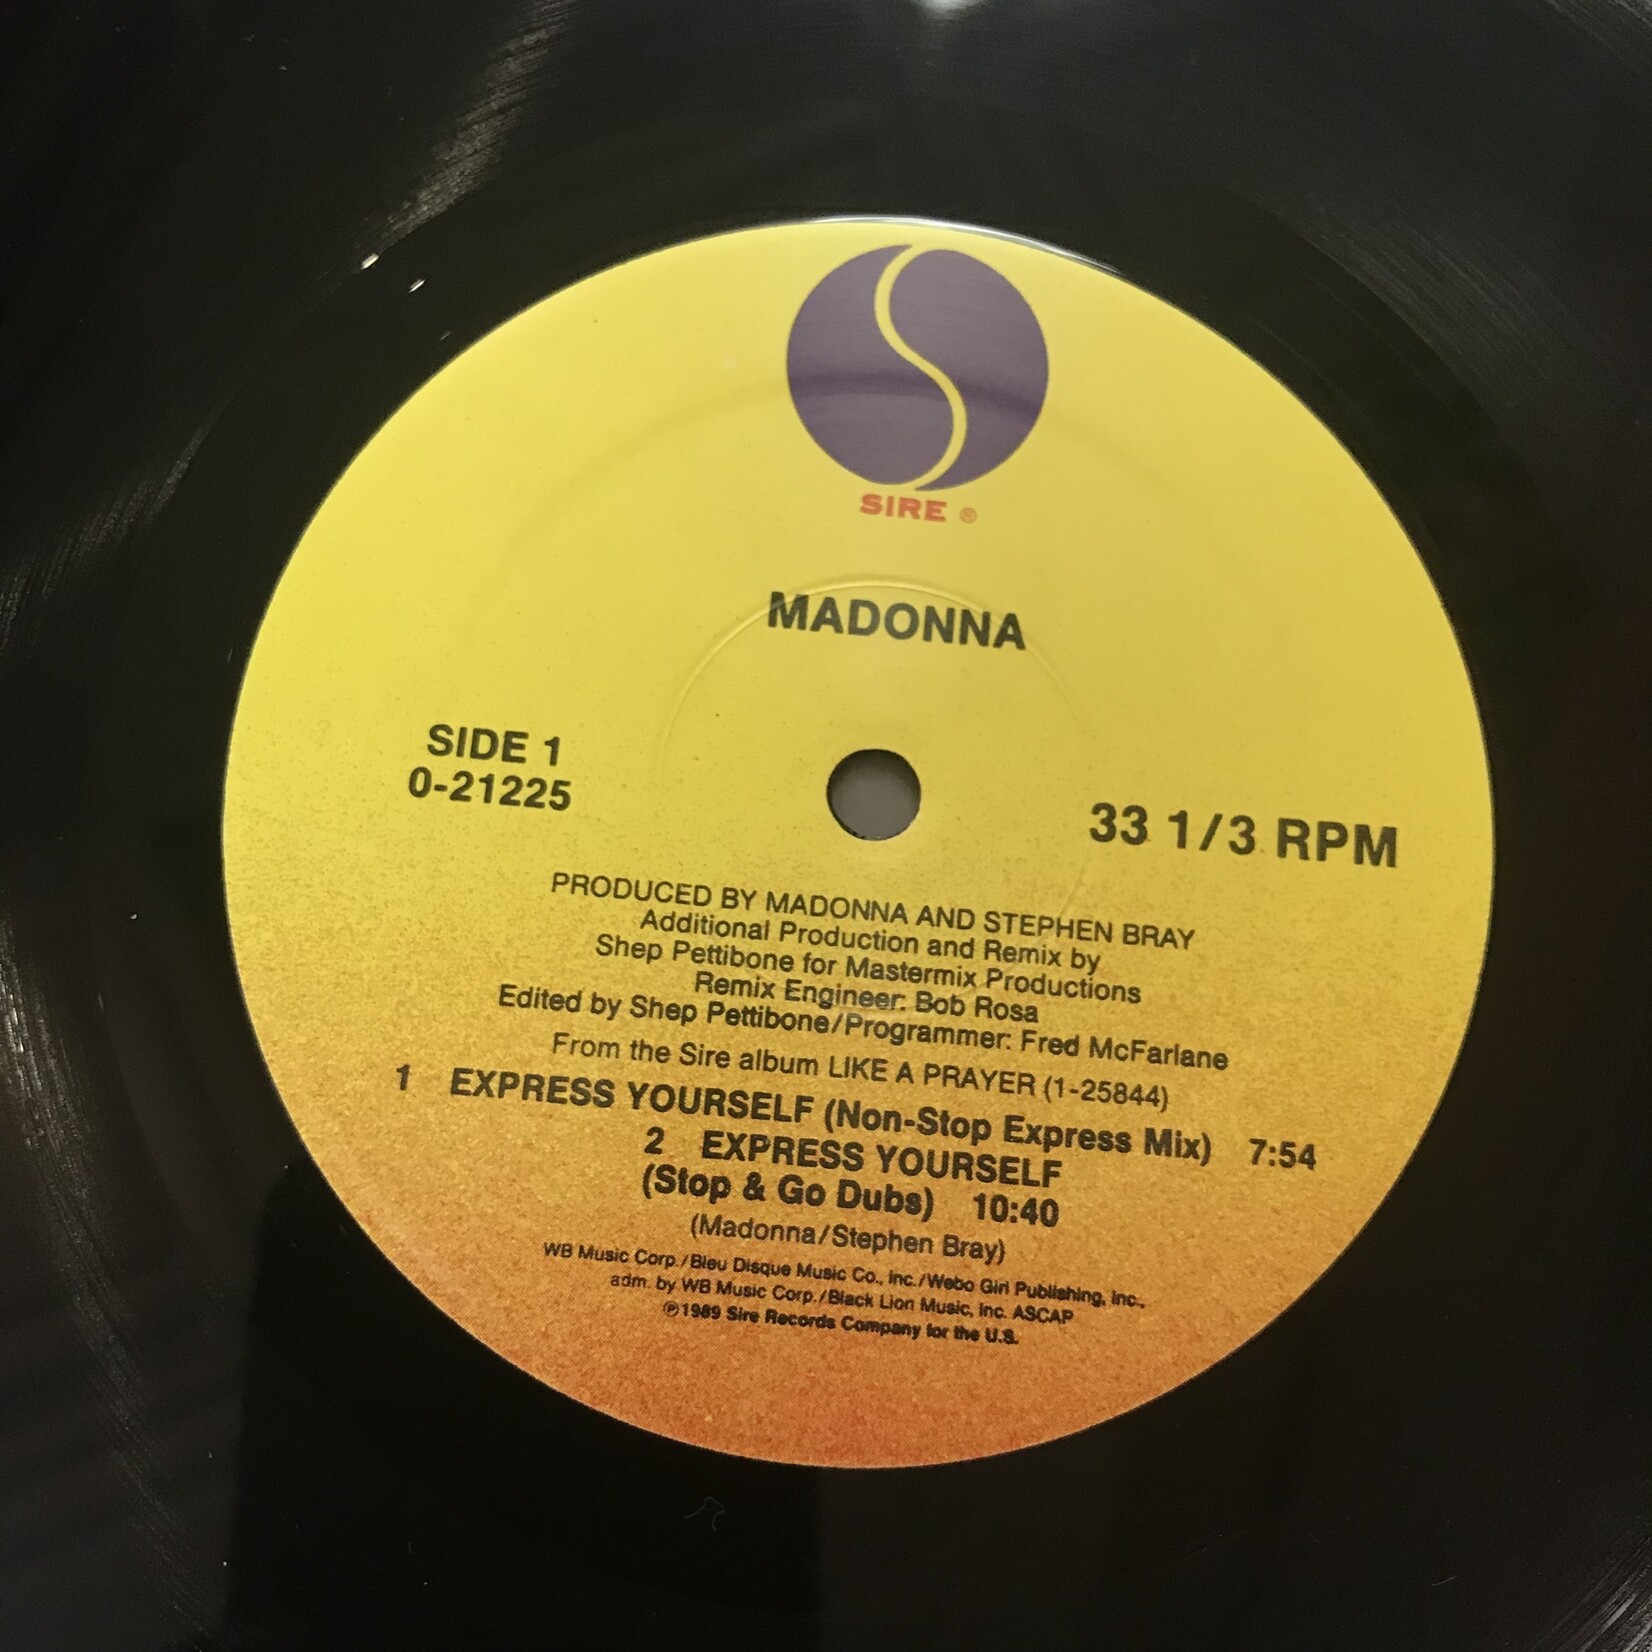 SIRE ®
MADONNA
SIDE 1
0-21225
33 1/3 RPM
PRODUCED BY MADONNA AND STEPHEN BRAY
Additional Production and Remix by
Shep Pettibone for Mastermix Productions
Remix Engineer: Bob Rosa
Edited by Shep Pettibone/Programmer: Fred McFarlane
From the Sire album LIKE A PRAYER (1-25844)
1 EXPRESS YOURSELF (Non-Stop Express Mix) 7:54
2 EXPRESS YOURSELF
(Stop & Go Dubs) 10:40
(Madonna/Stephen Bray)
WB Music Corp./Bleu Disque Music Co., Inc./Webo Girl Publishing, Inc.,
adm. by WB Music Corp./Black Lion Music, Inc. ASCAP
℗1989 Sire Records Company for the U.S.